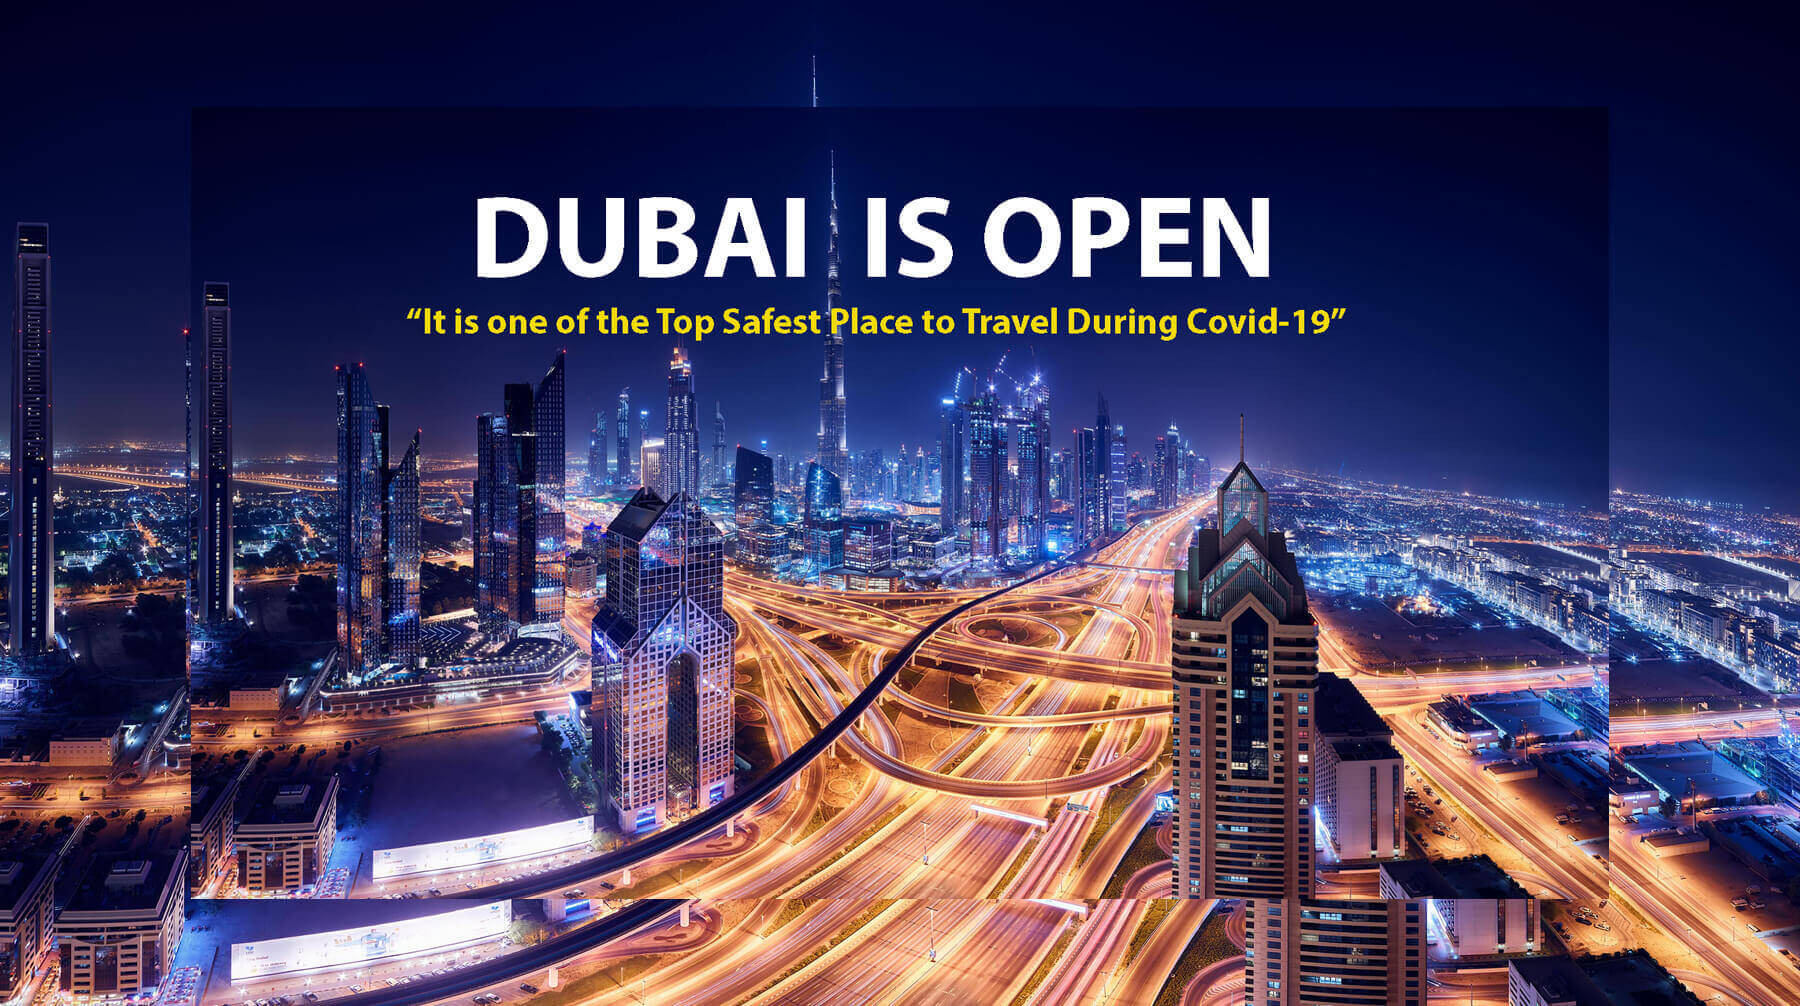 DUBAI IS OPEN
“It is one of the Top Safest Place to Travel During Covid-19”